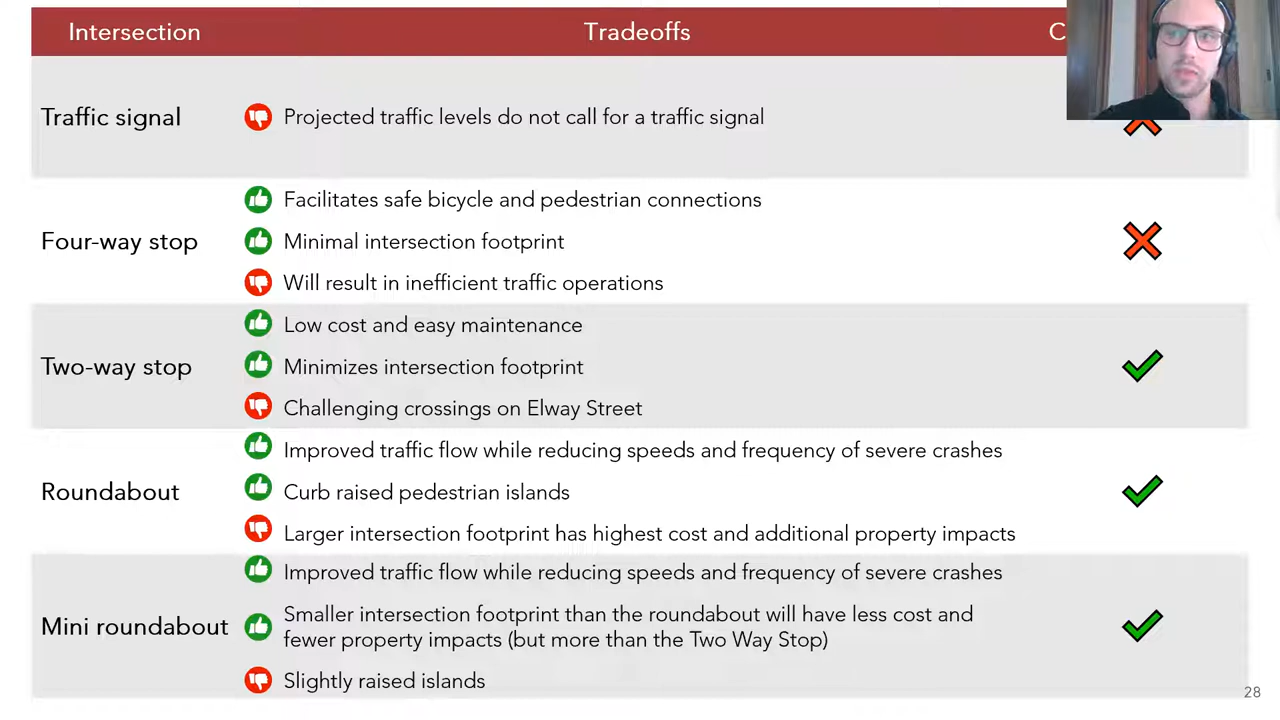 Intersection Tradeoffs
Traffic signal
Projected traffic levels do not call for a traffic signal
Four-way stop
Facilitates safe bicycle and pedestrian connections
Minimal intersection footprint
Will result in inefficient traffic operations
Two-way stop
Low cost and easy maintenance
Minimizes intersection footprint
Challenging crossings on Elway Street
Roundabout
Improved traffic flow while reducing speeds and frequency of severe crashes
Curb raised pedestrian islands
Larger intersection footprint has highest cost and additional property impacts
Mini roundabout
Improved traffic flow while reducing speeds and frequency of severe crashes
Smaller intersection footprint than the roundabout will have less cost and
fewer property impacts (but more than the Two Way Stop)
Slightly raised islands
28